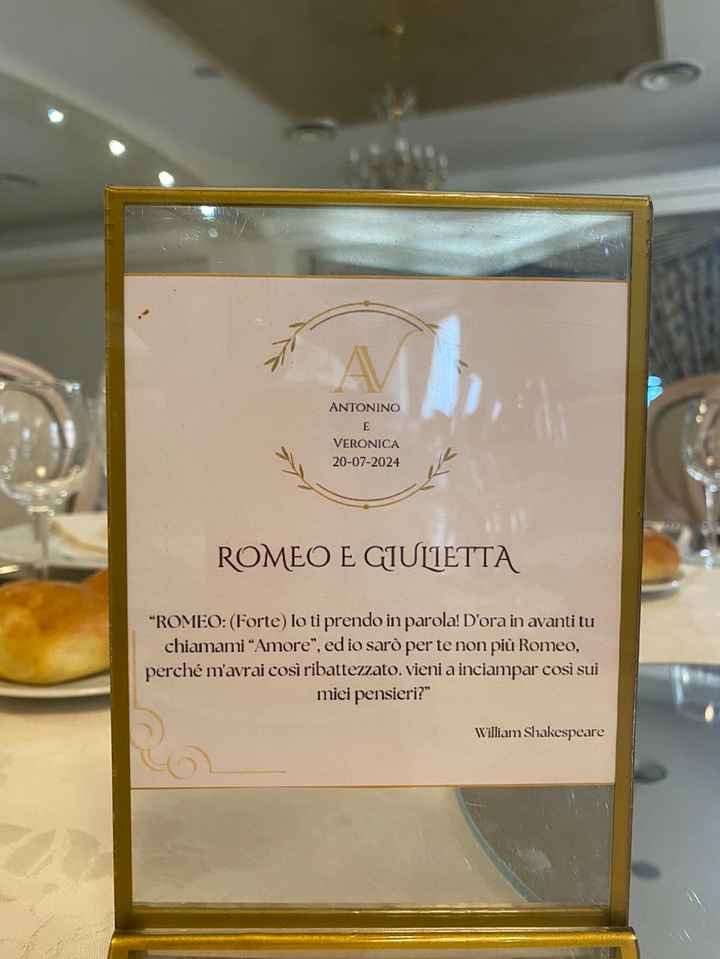 AV
ANTONINO
E
VERONICA
20-07-2024
ROMEO E GIULIETTA
“ROMEO: (Forte) Io ti prendo in parola! D'ora in avanti tu
chiamami “Amore”, ed io sarò per te non più Romeo,
perché m'avrai così ribattezzato. vieni a inciampar così sui
miei pensieri?”
William Shakespeare